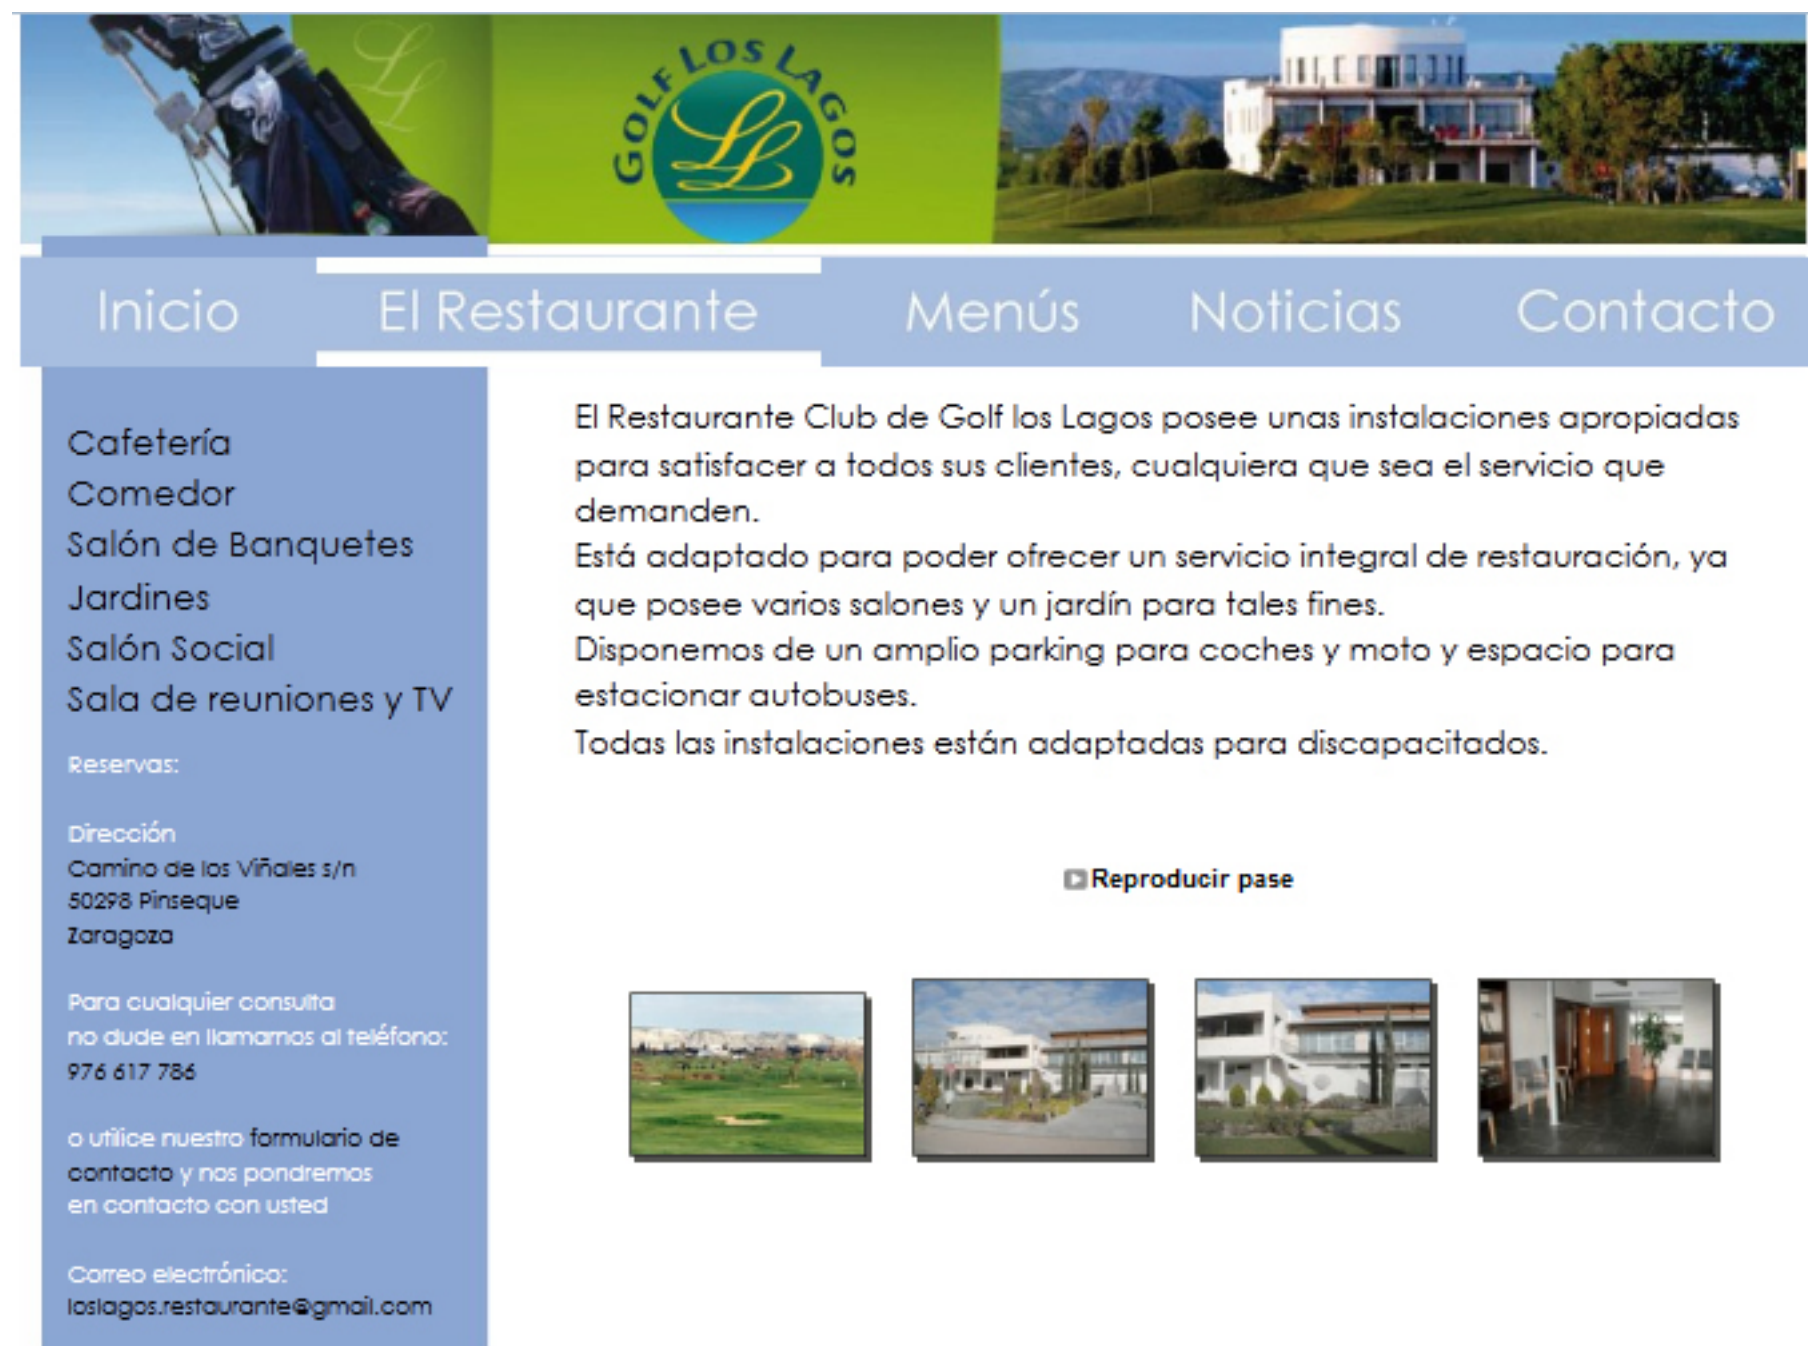 GOLF LOS LAGOS
LL
LL
Inicio
El Restaurante
Menús
Noticias
Contacto
Cafetería
Comedor
Salón de Banquetes
Jardines
Salón Social
Sala de reuniones y TV
Reservas:
Dirección
Camino de los Viñales s/n
50298 Pinseque
Zaragoza
Para cualquier consulta
no dude en llamarnos al teléfono:
976 617 786
o utilice nuestro formulario de
contacto y nos pondremos
en contacto con usted
Correo electrónico:
loslagos.restaurante@gmail.com
El Restaurante Club de Golf los Lagos posee unas instalaciones apropiadas
para satisfacer a todos sus clientes, cualquiera que sea el servicio que
demanden.
Está adaptado para poder ofrecer un servicio integral de restauración, ya
que posee varios salones y un jardín para tales fines.
Disponemos de un amplio parking para coches y moto y espacio para
estacionar autobuses.
Todas las instalaciones están adaptadas para discapacitados.
Reproducir pase